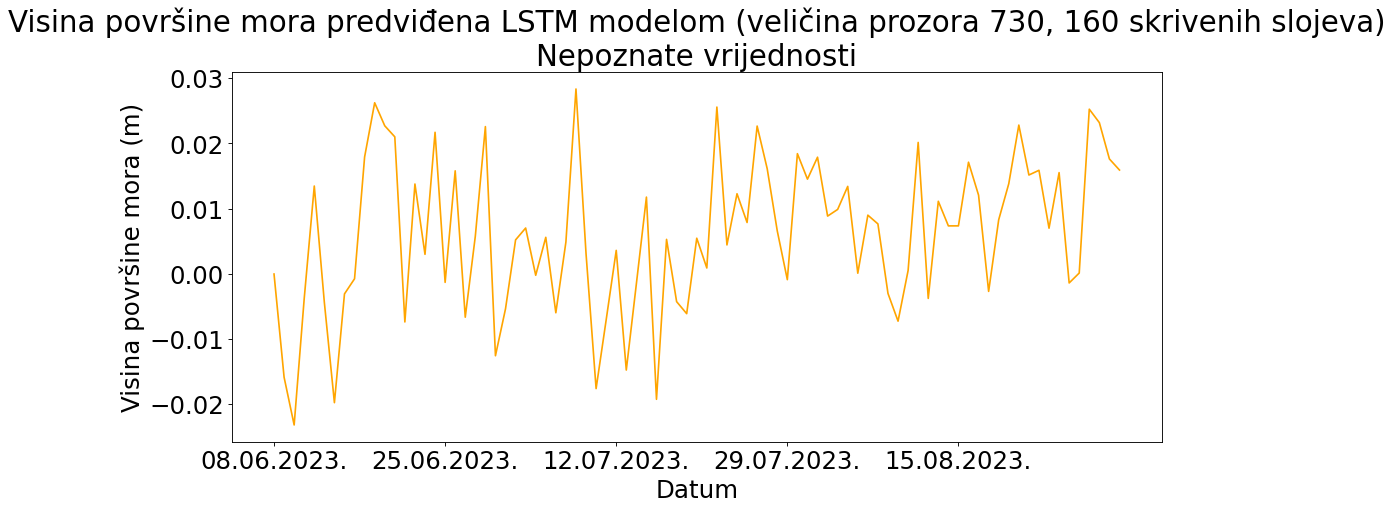 Visina površine mora predviđena LSTM modelom (veličina prozora 730, 160 skrivenih slojeva)
Nepoznate vrijednosti
0.03
0.02
0.01
0.00
−0.01
−0.02
Visina površine mora (m)
08.06.2023. 25.06.2023. 12.07.2023. 29.07.2023. 15.08.2023.
Datum